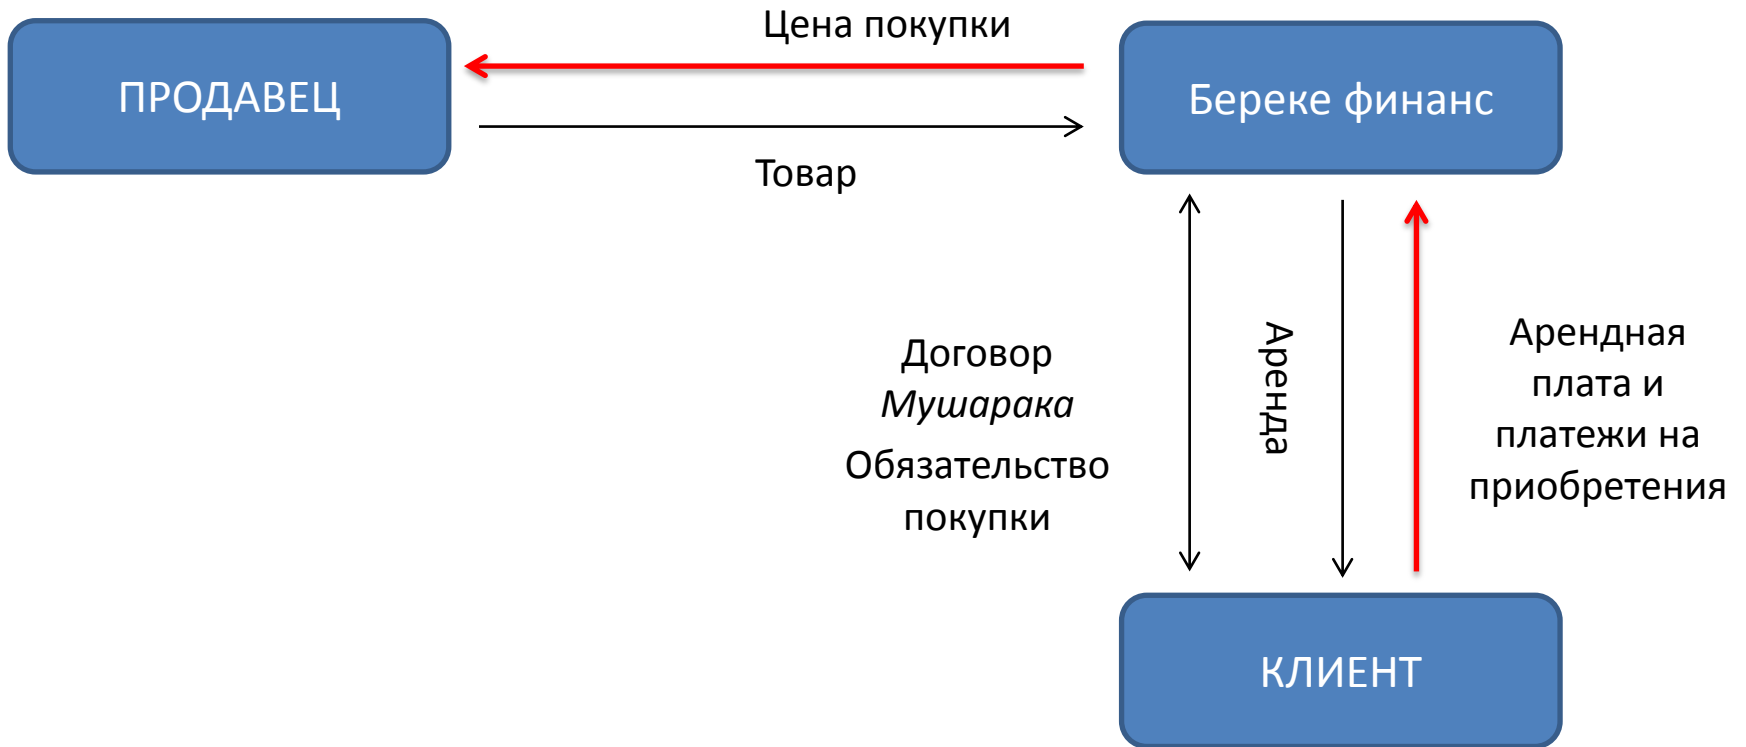 Цена покупки
ПРОДАВЕЦ
Береке финанс
Товар
Договор
Мушарака
Обязательство
покупки
Аренда
Арендная
плата и
платежи на
приобретения
КЛИЕНТ